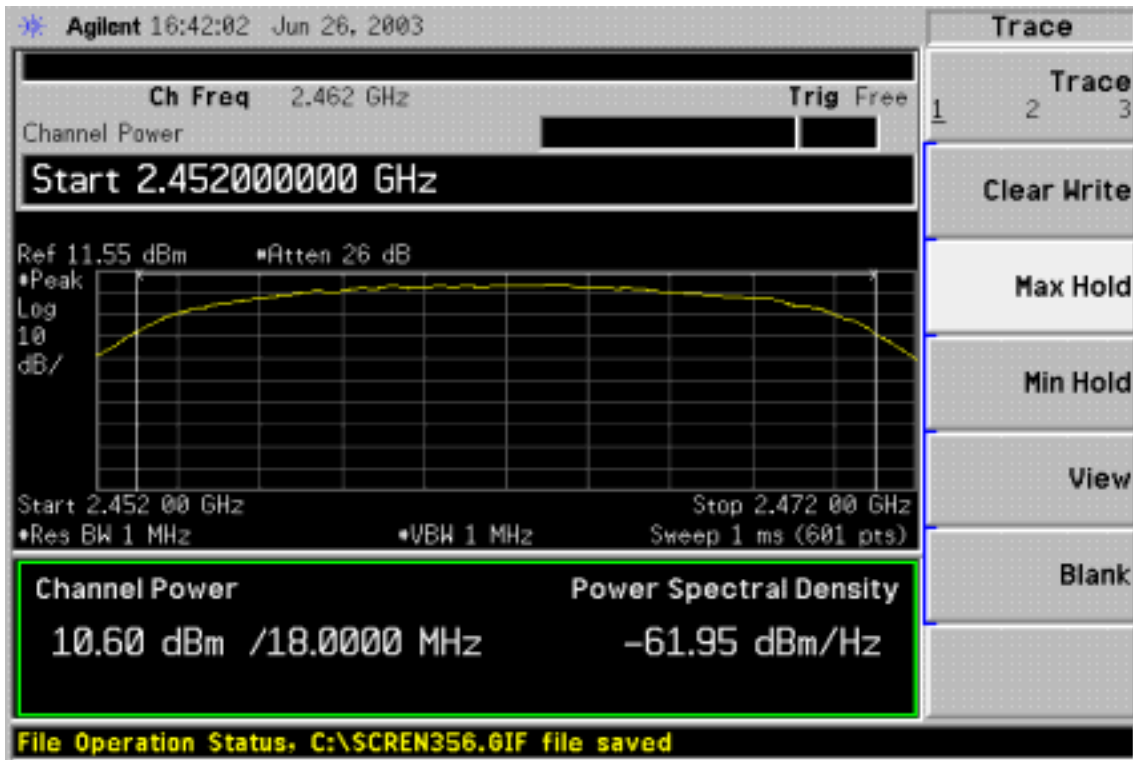 Agilent 16:42:02 Jun 26, 2003
Trace
Ch Freq 2.462 GHz Trig Free
Channel Power
Start 2.452000000 GHz
Ref 11.55 dBm #Atten 26 dB
#Peak
Log
10
dB/
Start 2.452 00 GHz Stop 2.472 00 GHz
#Res BW 1 MHz #VBW 1 MHz Sweep 1 ms (601 pts)
Channel Power Power Spectral Density
10.60 dBm /18.0000 MHz -61.95 dBm/Hz
File Operation Status, C:\SCREN356.GIF file saved
Trace
1 2 3
Clear Write
Max Hold
Min Hold
View
Blank